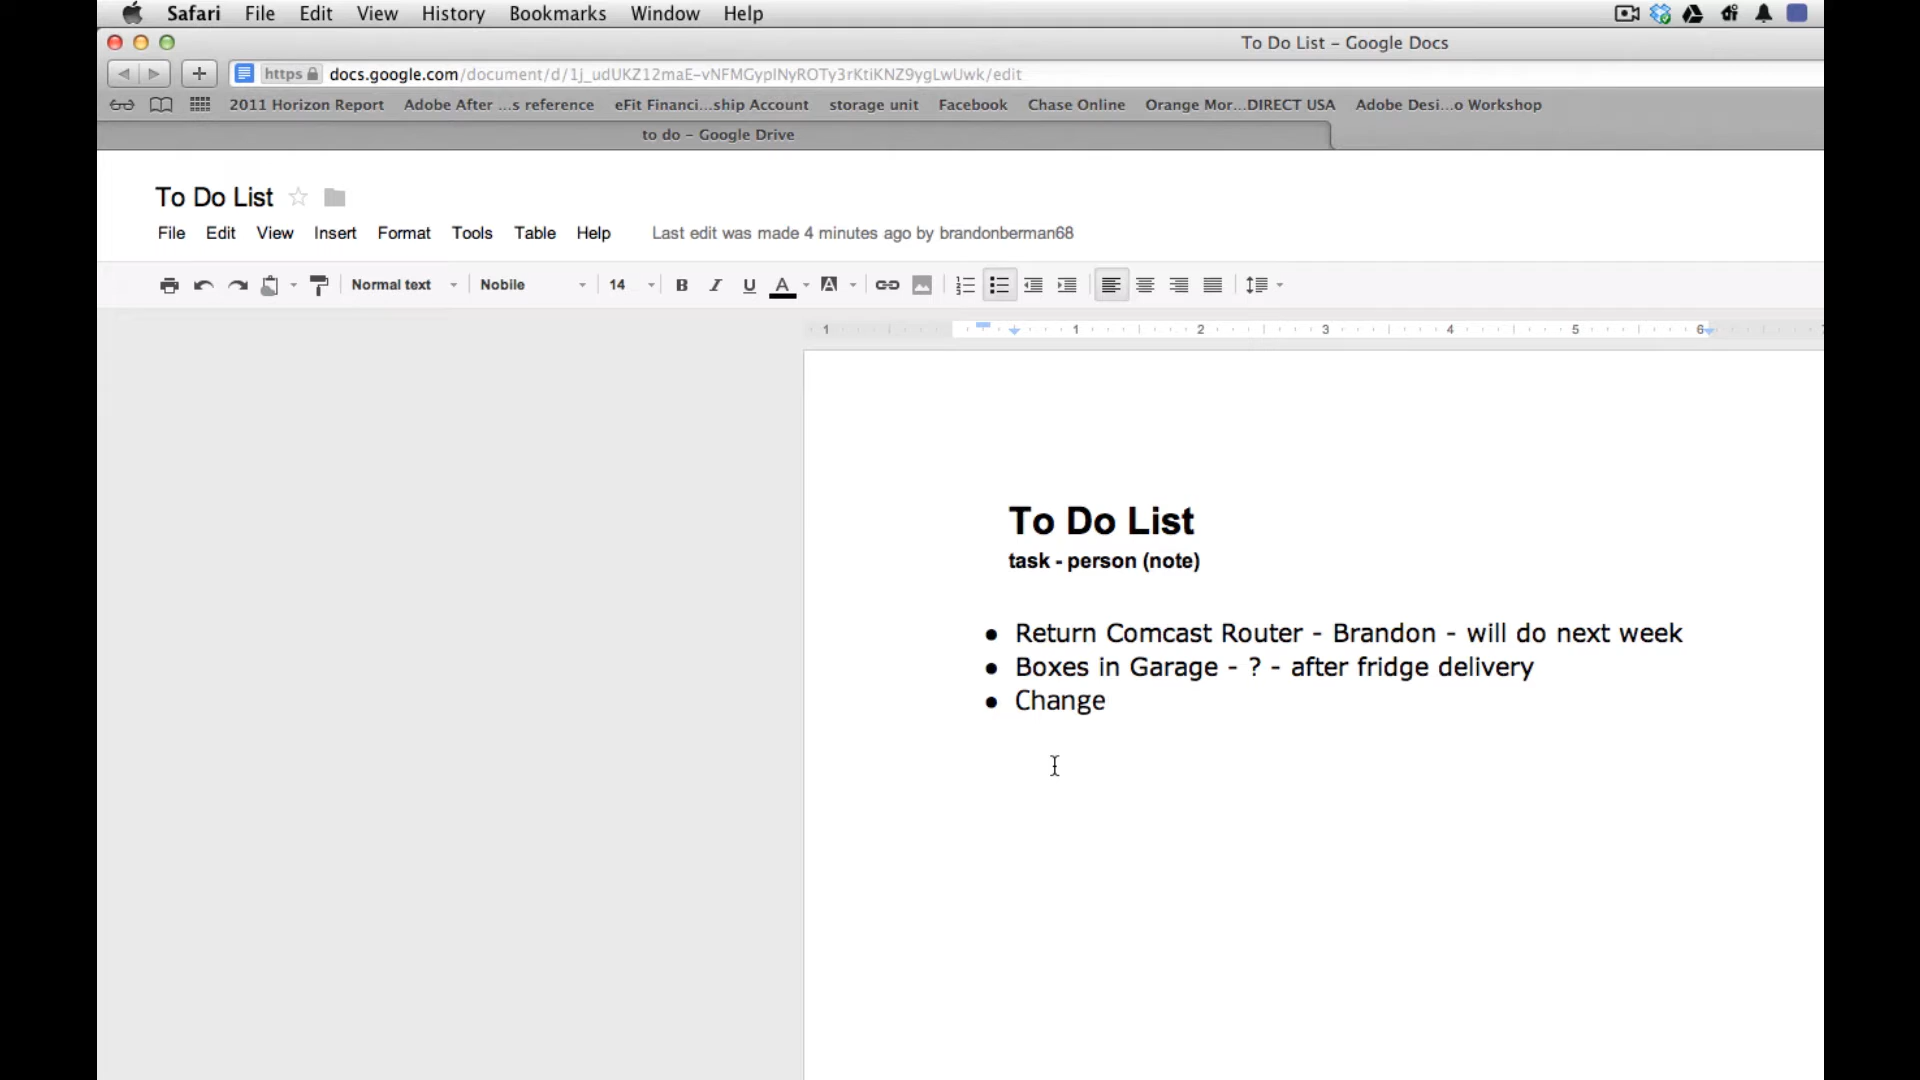 Safari File Edit View History Bookmarks Window Help
To Do List – Google Docs
https docs.google.com/document/d/1j_udUKZ12maE-vNFMGyplNyROTy3rKtiKNZ9ygLwUwk/edit
2011 Horizon Report Adobe After ...s reference eFit Financi...ship Account storage unit Facebook Chase Online Orange Mor...DIRECT USA Adobe Desi...o Workshop
to do – Google Drive
To Do List
File Edit View Insert Format Tools Table Help Last edit was made 4 minutes ago by brandonberman68
Normal text Nobile 14 B I U A A
1 1 2 3 4 5 6
To Do List
task - person (note)
● Return Comcast Router - Brandon - will do next week
● Boxes in Garage - ? - after fridge delivery
● Change